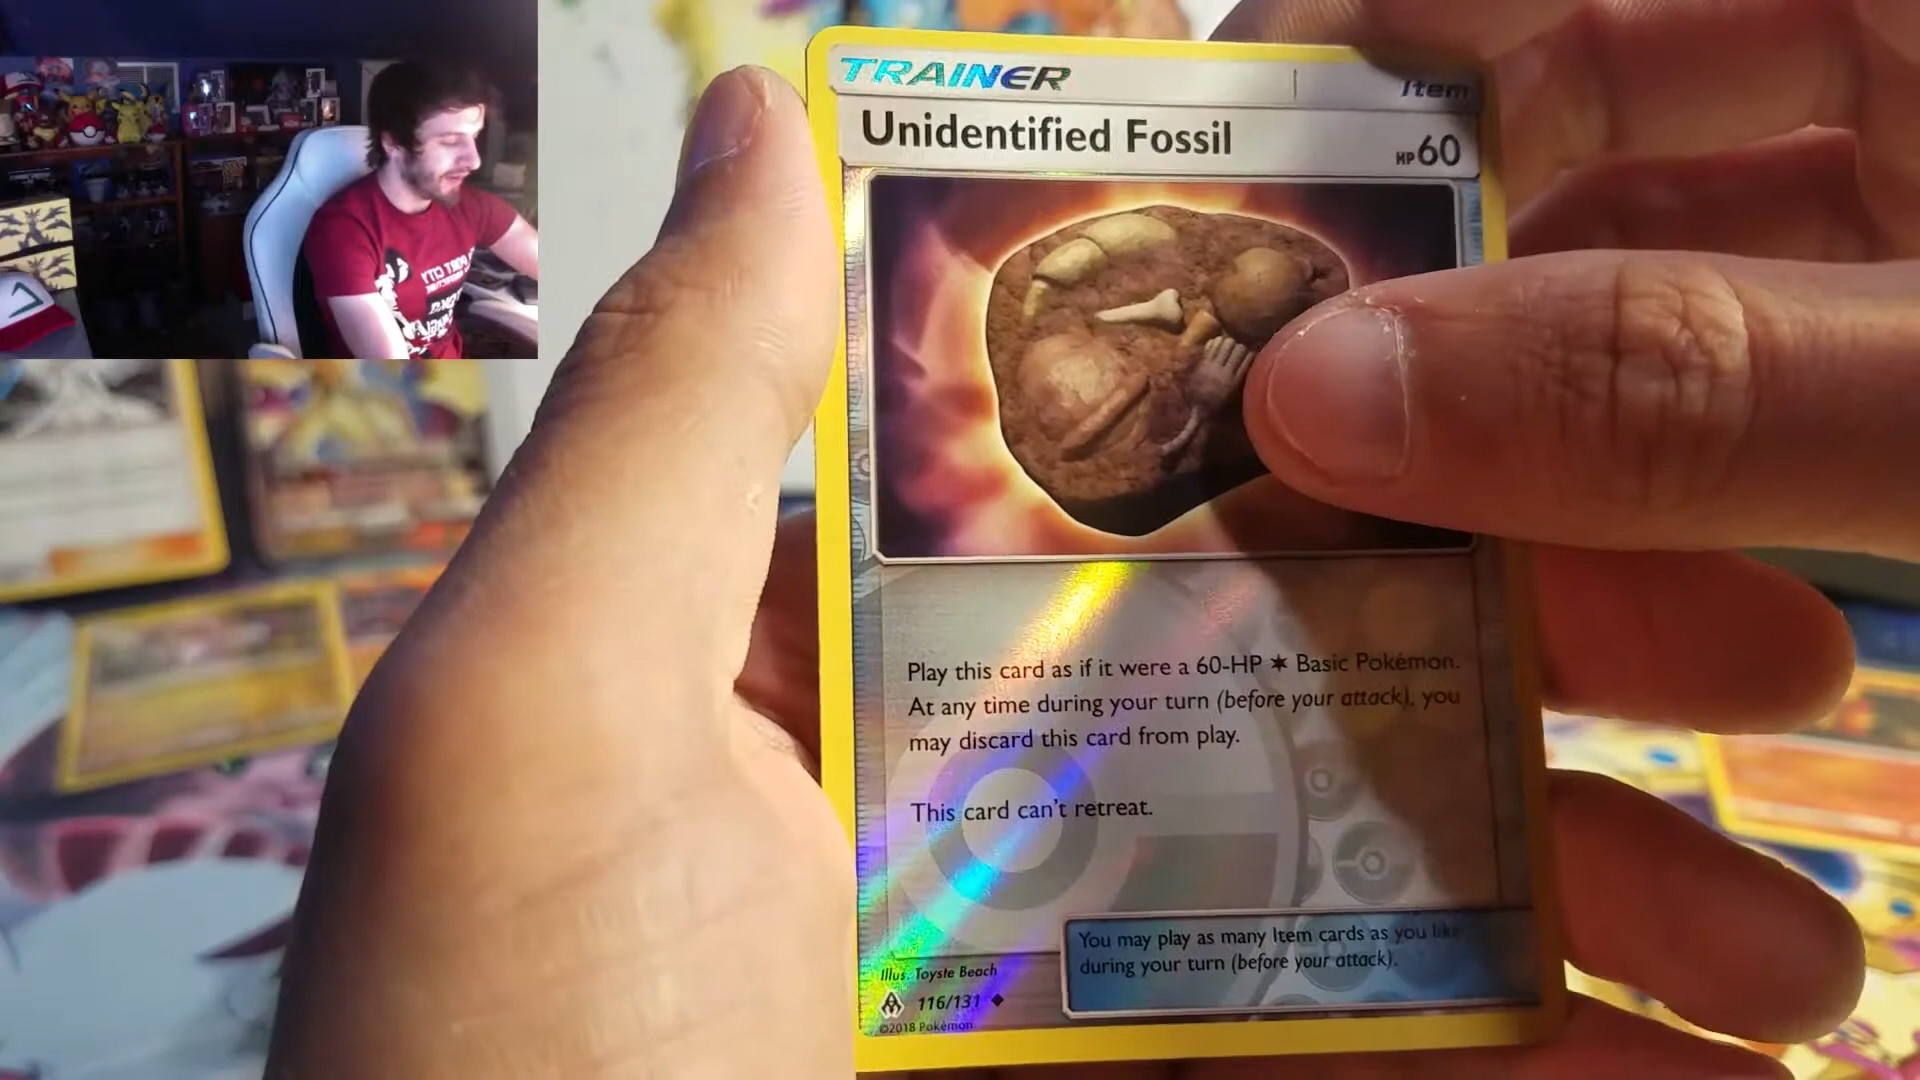 TRAINER
Item
Unidentified Fossil
HP 60
Play this card as if it were a 60-HP ✶ Basic Pokémon.
At any time during your turn (before your attack), you
may discard this card from play.
This card can't retreat.
You may play as many Item cards as you like
during your turn (before your attack).
Illus. Toyste Beach
116/131 ◆
©2018 Pokémon